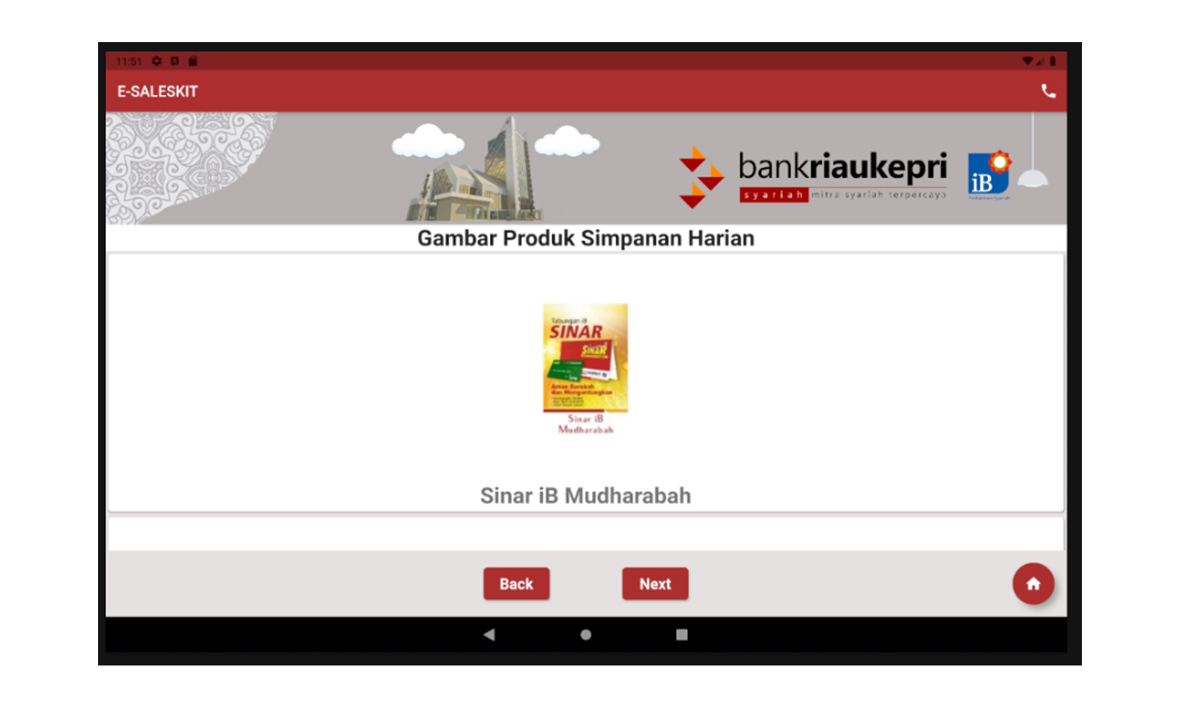 11:51
E-SALESKIT
bankriaukepri
syariah mitra syariah terpercaya
iB
Gambar Produk Simpanan Harian
Tabungan iB
SINAR
SINAR
Aman Barokah
dan Menguntungkan
Sinar iB
Mudharabah
Sinar iB Mudharabah
Back Next